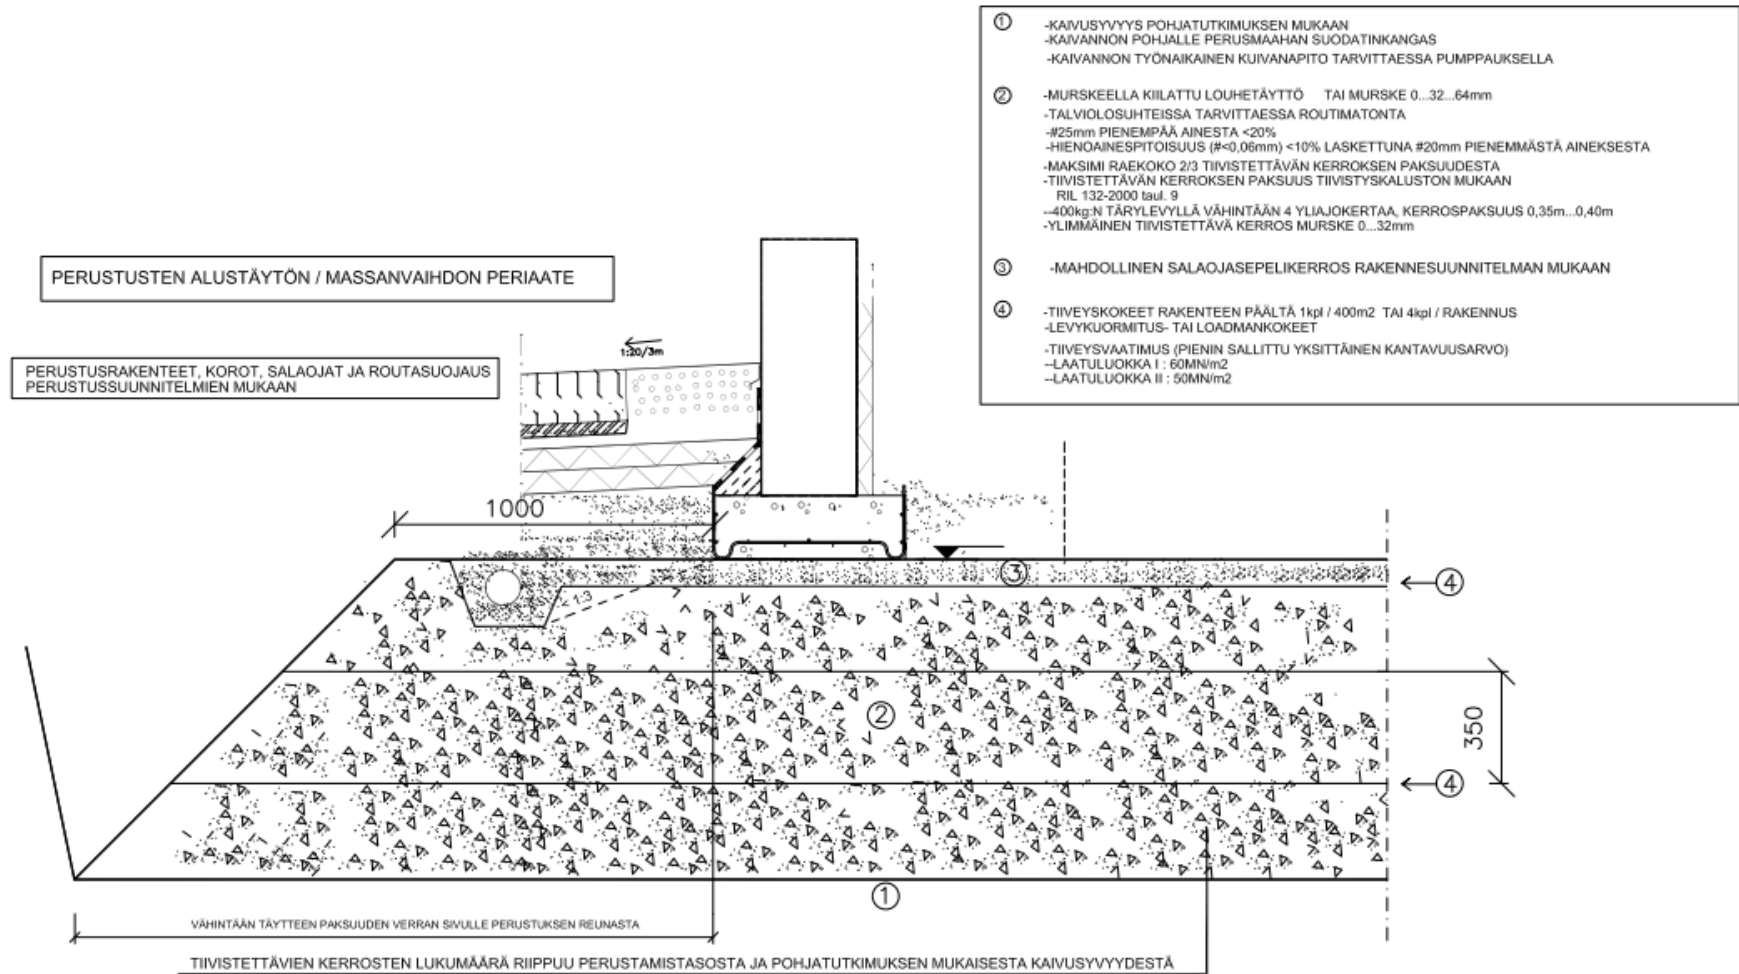 ① -KAIVUSYVYYS POHJATUTKIMUKSEN MUKAAN
-KAIVANNON POHJALLE PERUSMAAHAN SUODATINKANGAS
-KAIVANNON TYÖNAIKAINEN KUIVANAPITO TARVITTAESSA PUMPPAUKSELLA
② -MURSKEELLA KIILATTU LOUHETÄYTTÖ TAI MURSKE 0...32...64mm
-TALVIOLOSUHTEISSA TARVITTAESSA ROUTIMATONTA
-#25mm PIENEMPÄÄ AINESTA <20%
-HIENOAINESPITOISUUS (#<0,06mm) <10% LASKETTUNA #20mm PIENEMMÄSTÄ AINEKSESTA
-MAKSIMI RAEKOKO 2/3 TIIVISTETTÄVÄN KERROKSEN PAKSUUDESTA
-TIIVISTETTÄVÄN KERROKSEN PAKSUUS TIIVISTYSKALUSTON MUKAAN
RIL 132-2000 taul. 9
--400kg:N TÄRYLEVYLLÄ VÄHINTÄÄN 4 YLIAJOKERTAA, KERROSPAKSUUS 0,35m...0,40m
-YLIMMÄINEN TIIVISTETTÄVÄ KERROS MURSKE 0...32mm
③ -MAHDOLLINEN SALAOJASEPELIKERROS RAKENNESUUNNITELMAN MUKAAN
④ -TIIVEYSKOKEET RAKENTEEN PÄÄLTÄ 1kpl / 400m2 TAI 4kpl / RAKENNUS
-LEVYKUORMITUS- TAI LOADMANKOKEET
-TIIVEYSVAATIMUS (PIENIN SALLITTU YKSITTÄINEN KANTAVUUSARVO)
--LAATULUOKKA I : 60MN/m2
--LAATULUOKKA II : 50MN/m2
PERUSTUSTEN ALUSTÄYTÖN / MASSANVAIHDON PERIAATE
PERUSTUSRAKENTEET, KOROT, SALAOJAT JA ROUTASUOJAUS
PERUSTUSSUUNNITELMIEN MUKAAN
1:20/3m
1000
③
④
1:3
②
350
④
①
VÄHINTÄÄN TÄYTTEEN PAKSUUDEN VERRAN SIVULLE PERUSTUKSEN REUNASTA
TIIVISTETTÄVIEN KERROSTEN LUKUMÄÄRÄ RIIPPUU PERUSTAMISTASOSTA JA POHJATUTKIMUKSEN MUKAISESTA KAIVUSYVYYDESTÄ